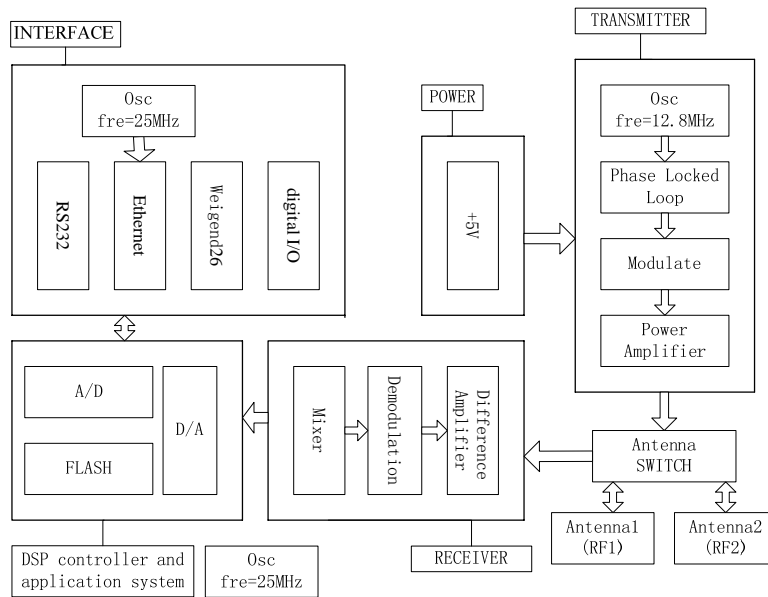 INTERFACE
Osc
fre=25MHz
RS232
Ethernet
Weigend26
digital I/O
POWER
+5V
TRANSMITTER
Osc
fre=12.8MHz
Phase Locked
Loop
Modulate
Power
Amplifier
A/D
FLASH
D/A
Mixer
Demodulation
Difference
Amplifier
Antenna
SWITCH
Antenna1
(RF1)
Antenna2
(RF2)
DSP controller and
application system
Osc
fre=25MHz
RECEIVER